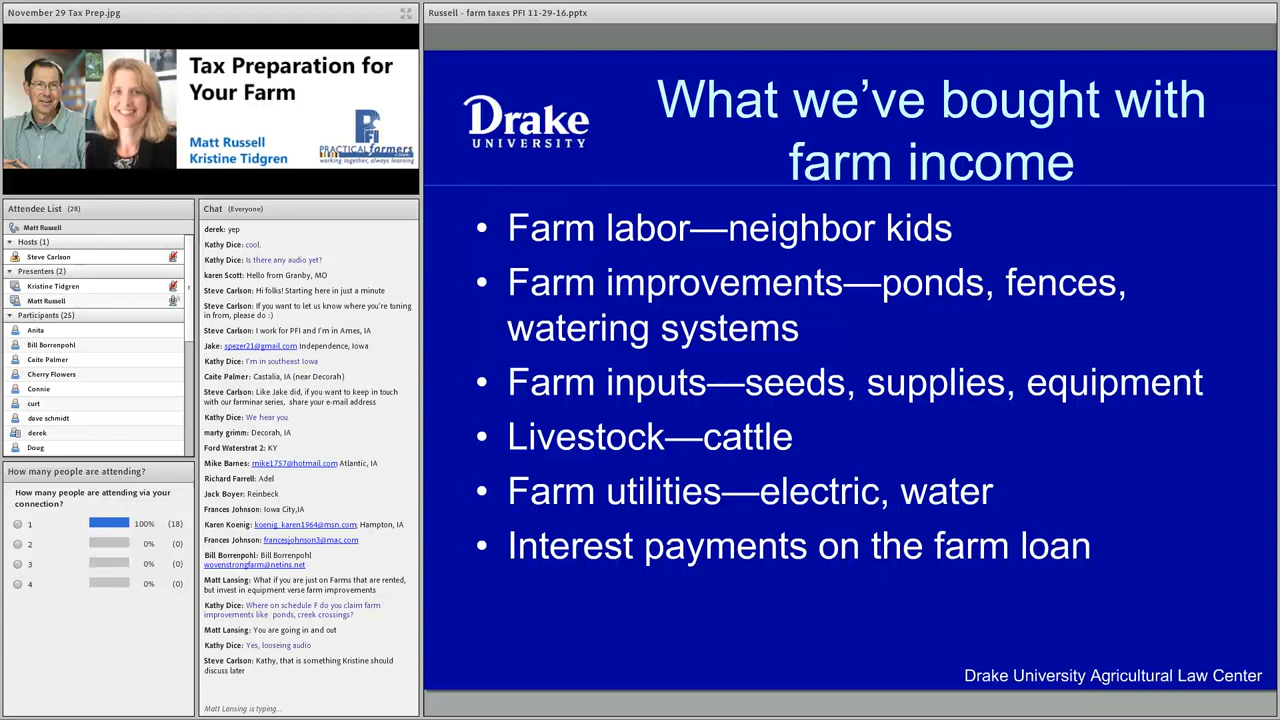 November 29 Tax Prep.jpg
Tax Preparation for
Your Farm
Matt Russell
Kristine Tidgren
PFI
PRACTICAL farmers
working together, always learning
Attendee List (28)
Matt Russell
Hosts (1)
Steve Carlson
Presenters (2)
Kristine Tidgren
Matt Russell
Participants (25)
Anita
Bill Borrenpohl
Caite Palmer
Cherry Flowers
Connie
curt
dave schmidt
derek
Doug
How many people are attending?
How many people are attending via your
connection?
1 100% (18)
2 0% (0)
3 0% (0)
4 0% (0)
Chat (Everyone)
derek: yep
Kathy Dice: cool.
Kathy Dice: Is there any audio yet?
karen Scott: Hello from Granby, MO
Steve Carlson: Hi folks! Starting here in just a minute
Steve Carlson: If you want to let us know where you're tuning
in from, please do :)
Steve Carlson: I work for PFI and I'm in Ames, IA
Jake: spezer21@gmail.com Independence, Iowa
Kathy Dice: I'm in southeast Iowa
Caite Palmer: Castalia, IA (near Decorah)
Steve Carlson: Like Jake did, if you want to keep in touch
with our farminar series, share your e-mail address
Kathy Dice: We hear you.
marty grimm: Decorah, IA
Ford Waterstrat 2: KY
Mike Barnes: mike1757@hotmail.com Atlantic, IA
Richard Farrell: Adel
Jack Boyer: Reinbeck
Frances Johnson: Iowa City,IA
Karen Koenig: koenig_karen1964@msn.com; Hampton, IA
Frances Johnson: francesjohnson3@mac.com
Bill Borrenpohl: Bill Borrenpohl
wovenstrongfarm@netins.net
Matt Lansing: What if you are just on Farms that are rented,
but invest in equipment verse farm improvements
Kathy Dice: Where on schedule F do you claim farm
improvements like ponds, creek crossings?
Matt Lansing: You are going in and out
Kathy Dice: Yes, looseing audio
Steve Carlson: Kathy, that is something Kristine should
discuss later
Matt Lansing is typing...
Russell - farm taxes PFI 11-29-16.pptx
Drake
UNIVERSITY
What we've bought with
farm income
• Farm labor—neighbor kids
• Farm improvements—ponds, fences,
watering systems
• Farm inputs—seeds, supplies, equipment
• Livestock—cattle
• Farm utilities—electric, water
• Interest payments on the farm loan
Drake University Agricultural Law Center